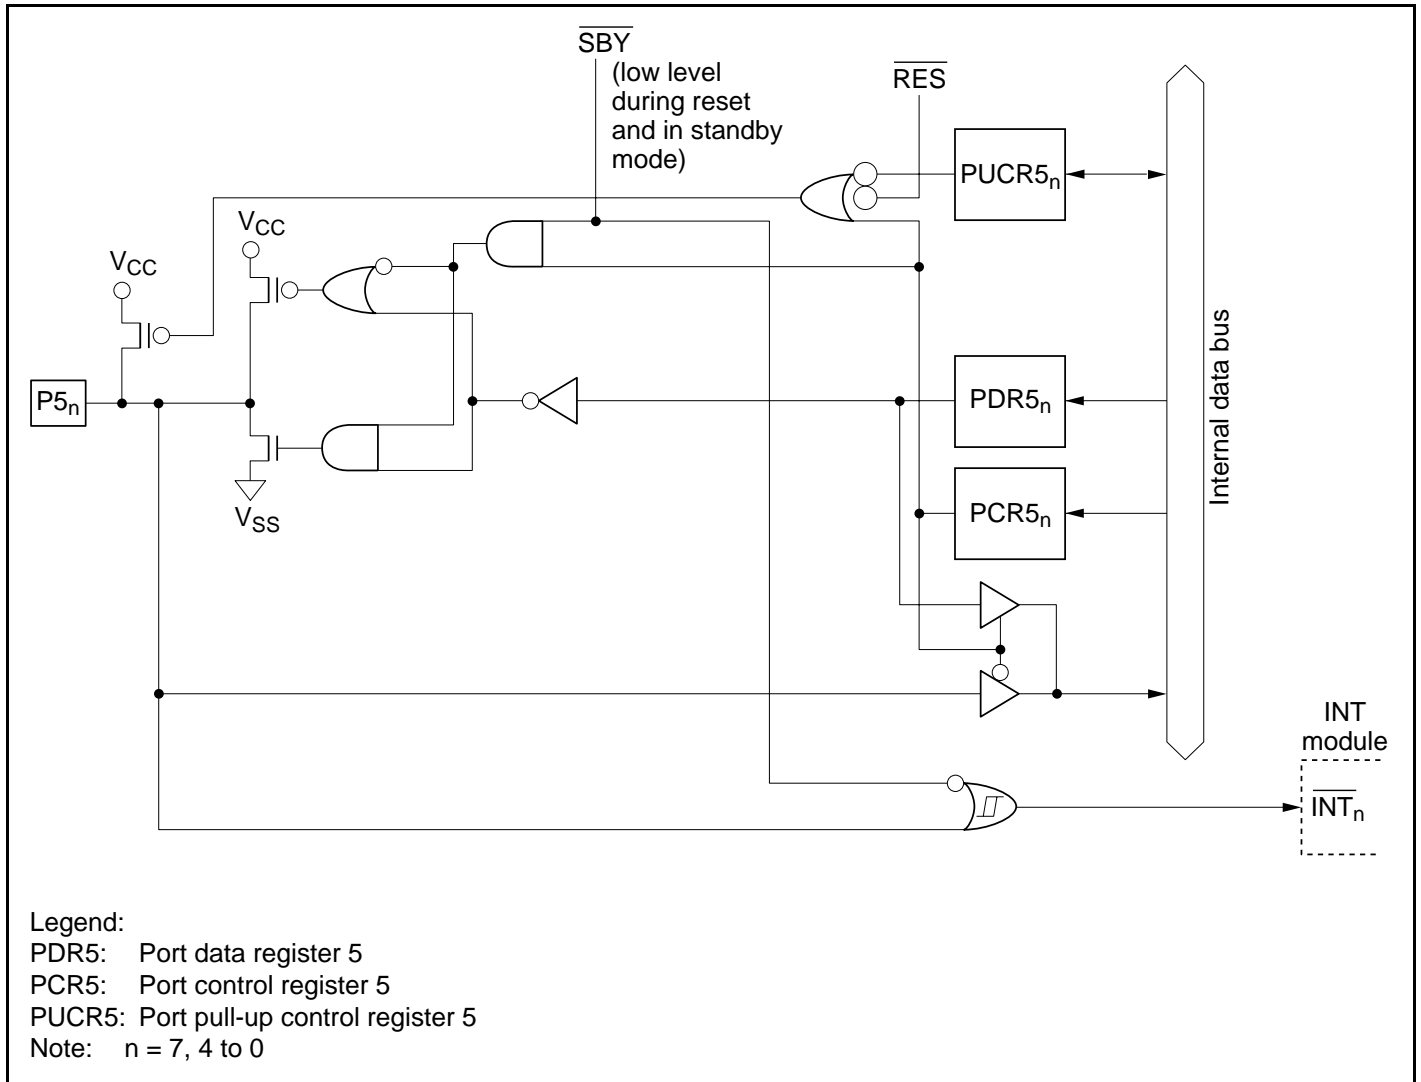 SBY
(low level
during reset
and in standby
mode)
RES
PUCR5n
VCC
VCC
P5n
PDR5n
PCR5n
VSS
Internal data bus
INT
module
INTn
Legend:
PDR5: Port data register 5
PCR5: Port control register 5
PUCR5: Port pull-up control register 5
Note: n = 7, 4 to 0